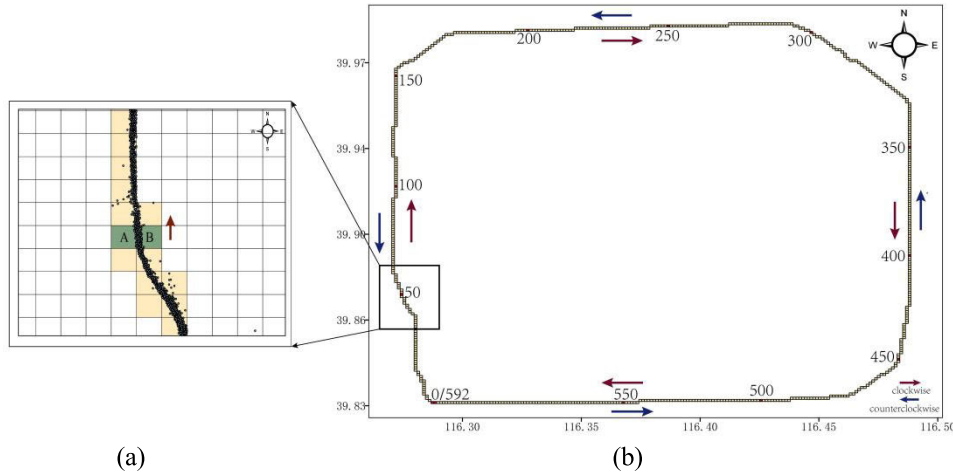 N
W E
S
A B
N
W E
S
39.97
39.94
39.90
39.86
39.83
116.30 116.35 116.40 116.45 116.50
0/592
50
100
150
200
250
300
350
400
450
500
550
clockwise
counterclockwise
(a) (b)